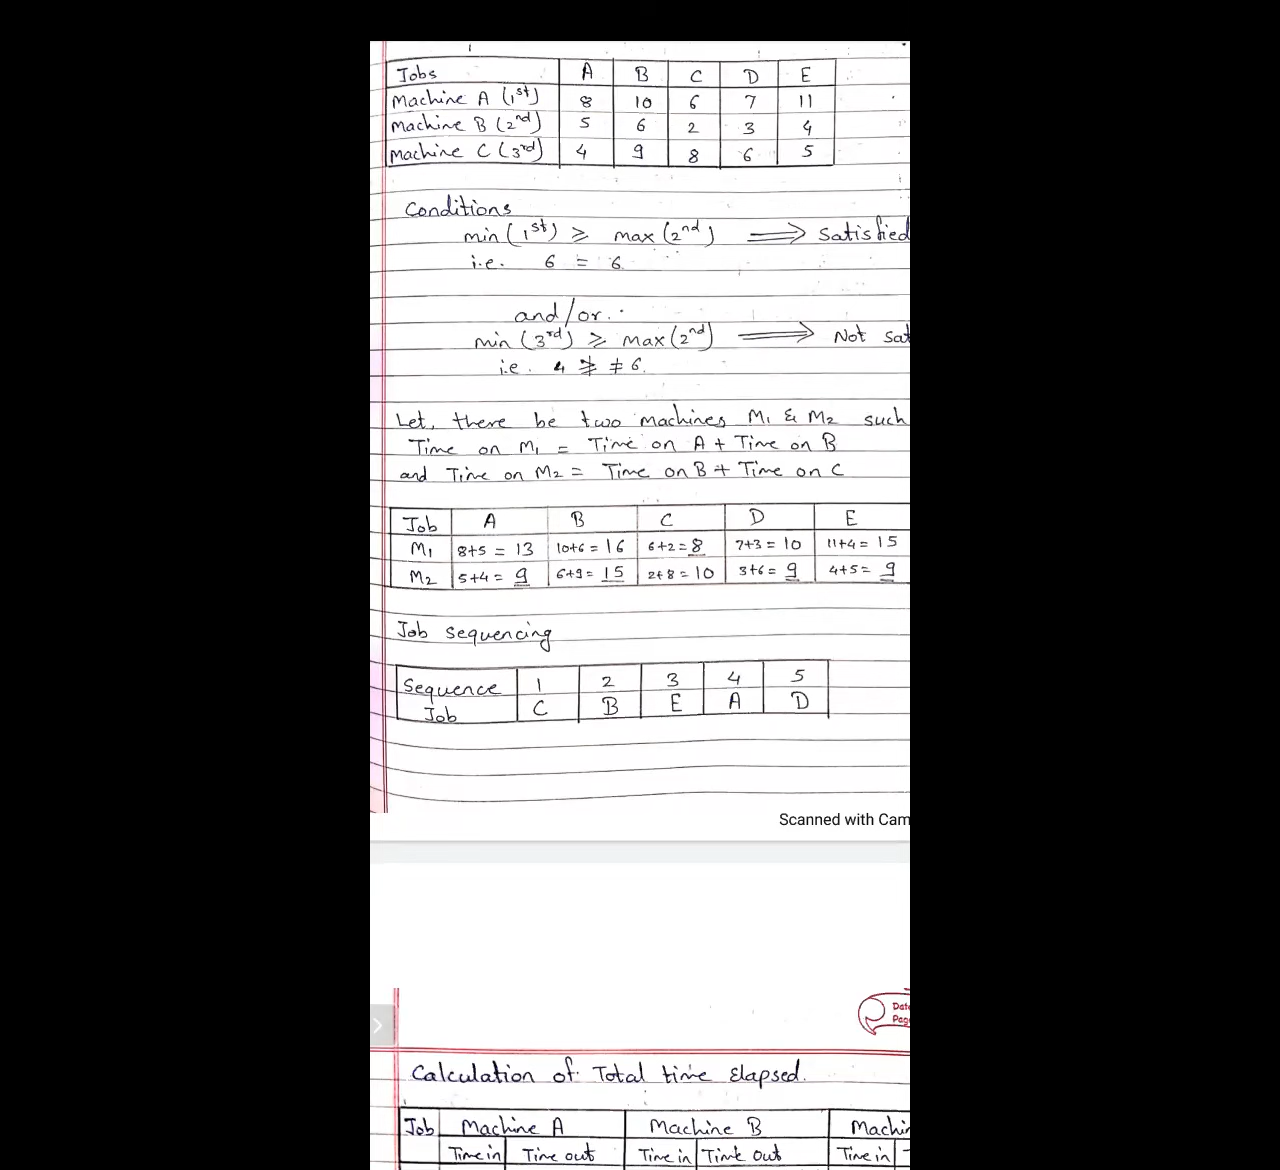 Jobs A B C D E
Machine A (1st) 8 10 6 7 11
Machine B (2nd) 5 6 2 3 4
Machine C (3rd) 4 9 8 6 5
Conditions
min (1st) ⩾ max (2nd) ⟹ Satisfied
i.e. 6 = 6
and/or.
min (3rd) ⩾ max (2nd) ⟹ Not Sat
i.e. 4 ⋡ ≠ 6.
Let, there be two machines M1 & M2 such
Time on M1 = Time on A + Time on B
and Time on M2 = Time on B + Time on C
Job A B C D E
M1 8+5 = 13 10+6 = 16 6+2 = 8 7+3 = 10 11+4 = 15
M2 5+4 = 9 6+9 = 15 2+8 = 10 3+6 = 9 4+5 = 9
Job sequencing
Sequence 1 2 3 4 5
Job C B E A D
Scanned with Cam
Date
Pag
Calculation of Total time Elapsed.
Job Machine A Machine B Machin
Time in Time out Time in Time Out Time in